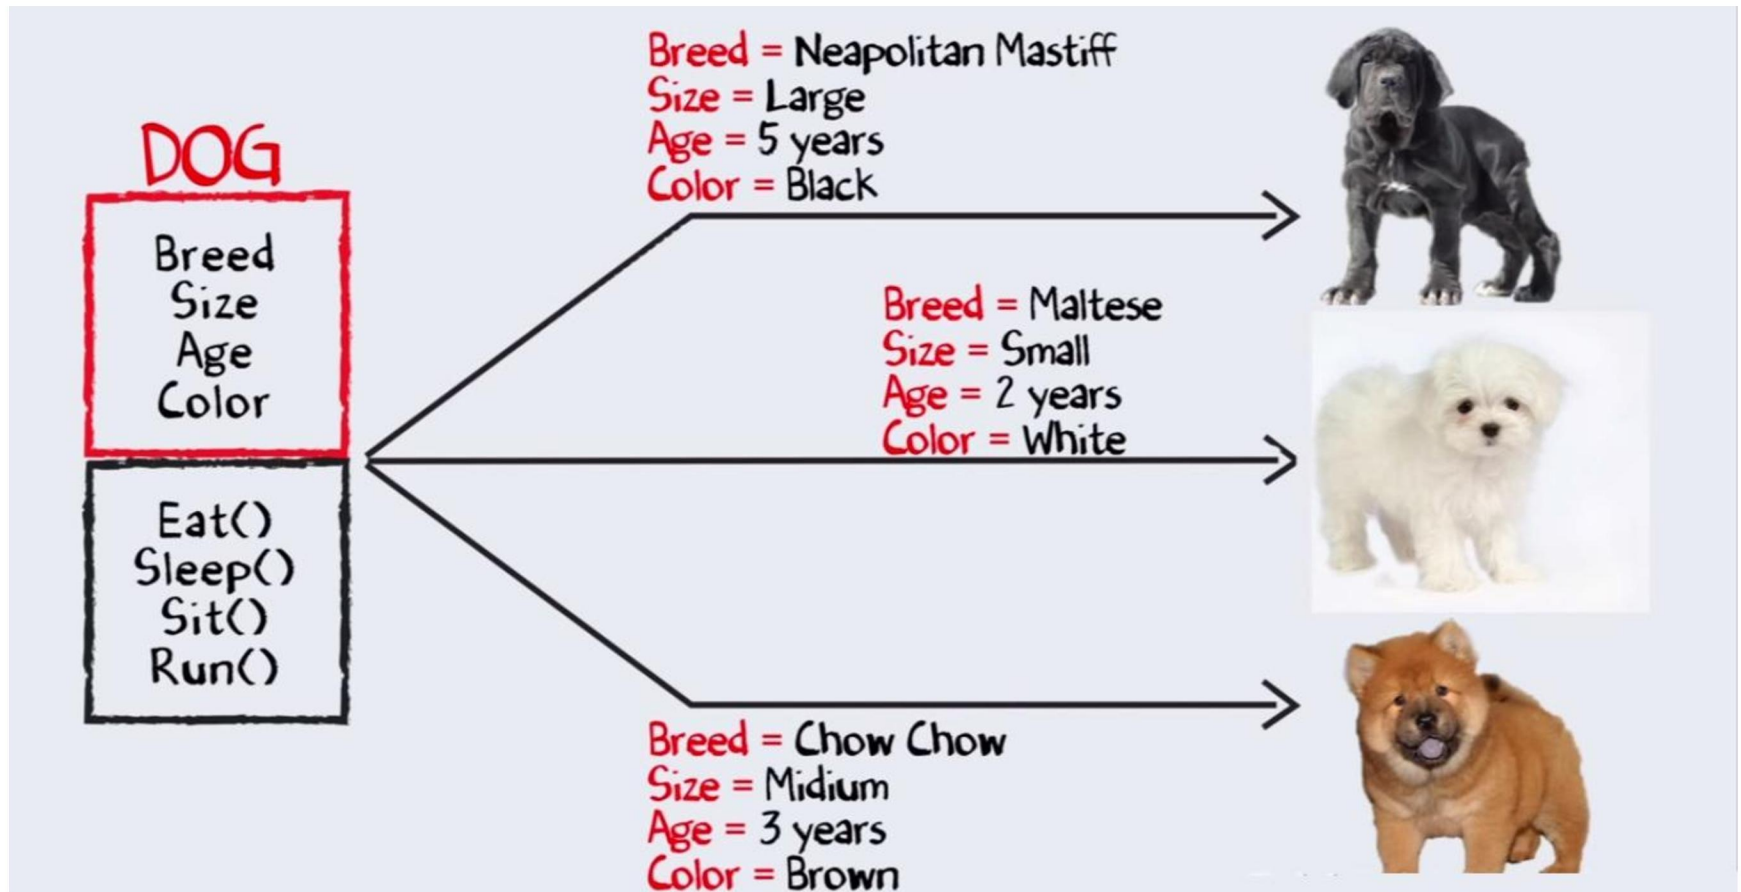 DOG
Breed
Size
Age
Color
Eat()
Sleep()
Sit()
Run()
Breed = Neapolitan Mastiff
Size = Large
Age = 5 years
Color = Black
Breed = Maltese
Size = Small
Age = 2 years
Color = White
Breed = Chow Chow
Size = Midium
Age = 3 years
Color = Brown